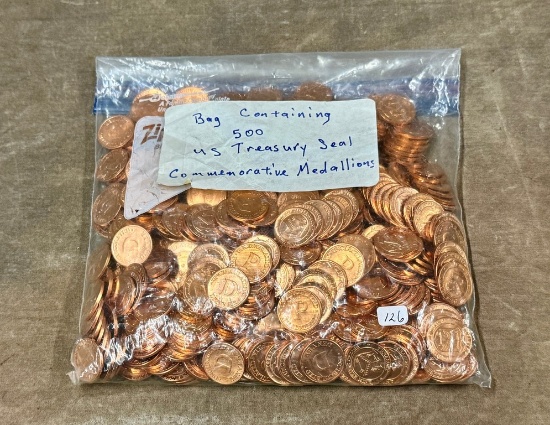 Bag Containing
500
US Treasury Seal
Commemorative Medallions
126